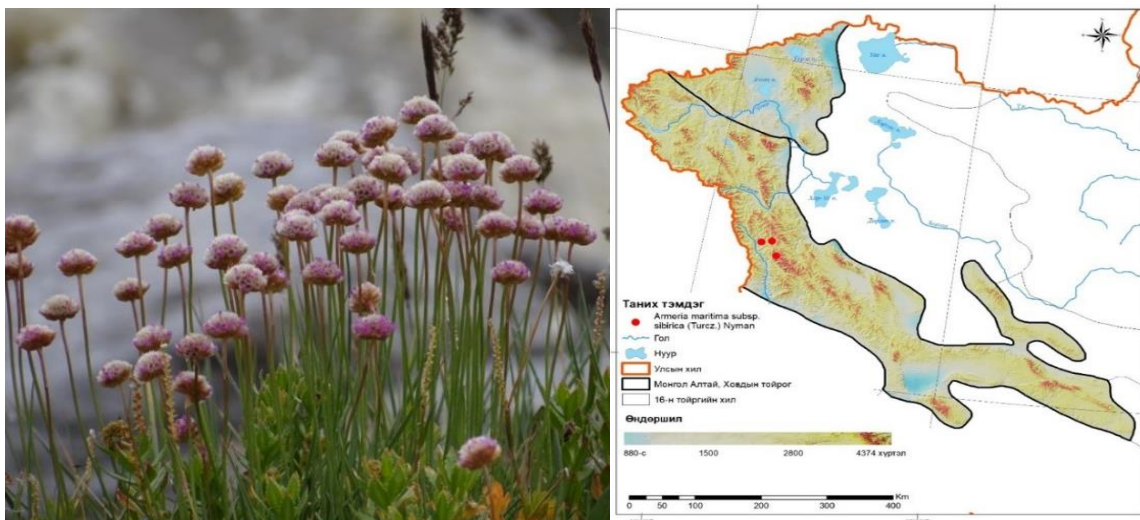 Таних тэмдэг
Armeria maritima subsp.
sibirica (Turcz.) Nyman
Гол
Нуур
Улсын хил
Монгол Алтай, Ховдын тойрог
16-н тойргийн хил
Өндөршил
880-с 1500 2800 4374 хүртэл
Km
0 25 50 100 200 300 400